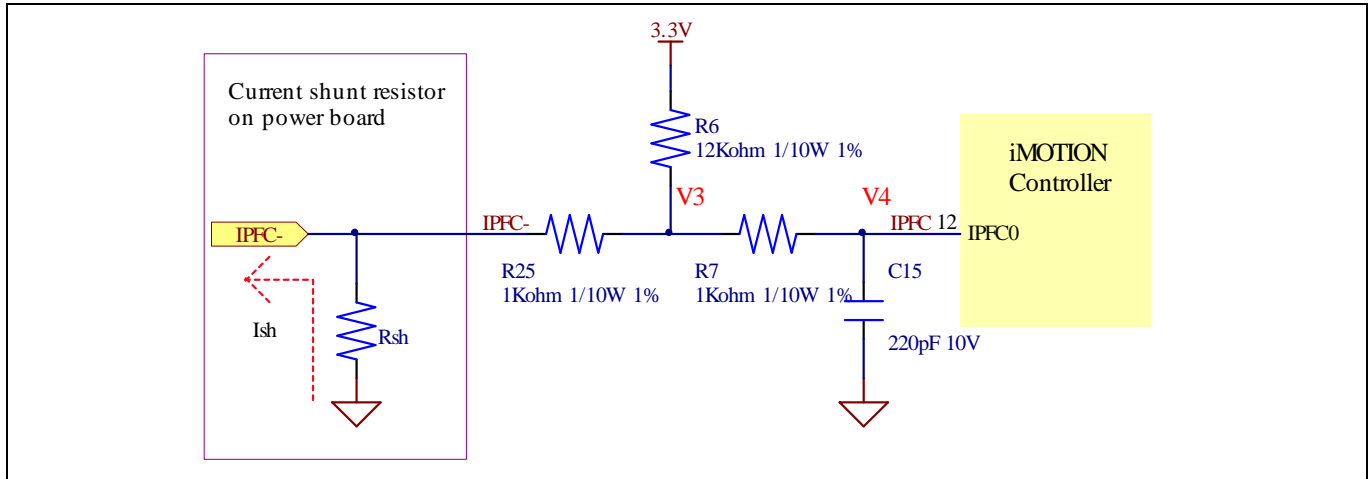 3.3V
Current shunt resistor
on power board
R6
12Kohm 1/10W 1%
iMOTION
Controller
V3
V4
IPFC-
IPFC-
IPFC 12
IPFC0
R25
1Kohm 1/10W 1%
R7
1Kohm 1/10W 1%
C15
Ish
Rsh
220pF 10V